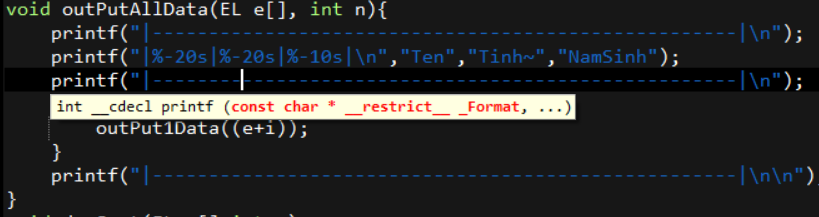 void outPutAllData(EL e[], int n){
    printf("|----------------------------------------------------|\n");
    printf("|%-20s|%-20s|%-10s|\n","Ten","Tinh~","NamSinh");
    printf("|----------------------------------------------------|\n");
int __cdecl printf (const char * __restrict__ _Format, ...)
        outPut1Data((e+i));
    }
    printf("|----------------------------------------------------|\n\n")
}